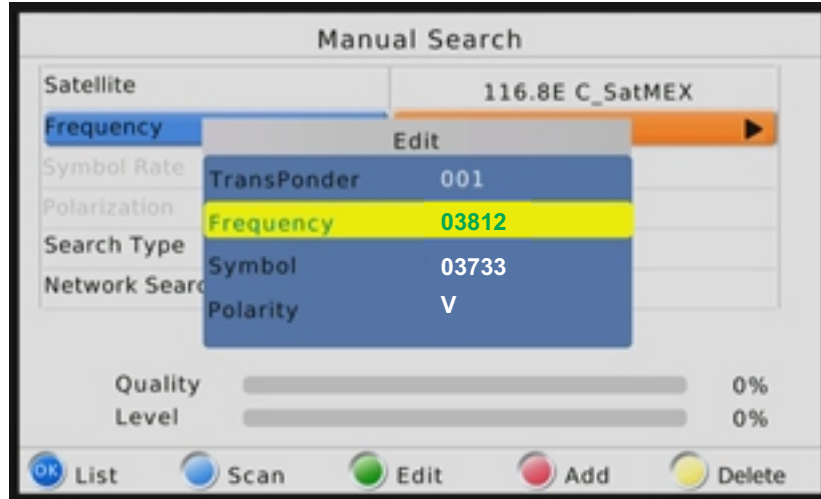 Manual Search
Satellite 116.8E C_SatMEX
Frequency
Edit
Symbol Rate
TransPonder 001
Polarization
Frequency 03812
Search Type
Symbol 03733
Network Searc
Polarity V
Quality 0%
Level 0%
OK List Scan Edit Add Delete